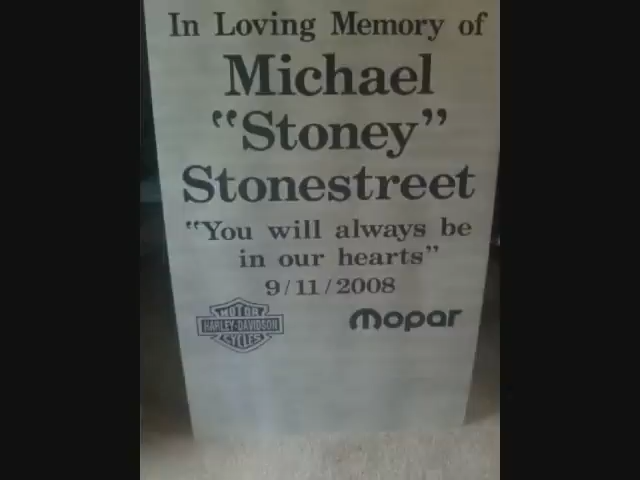 In Loving Memory of
Michael
"Stoney"
Stonestreet
"You will always be
in our hearts"
9/11/2008
MOTOR
HARLEY-DAVIDSON
CYCLES
mopar